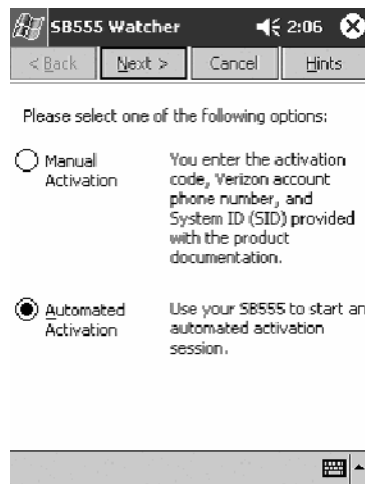 SB555 Watcher 2:06
< Back Next > Cancel Hints
Please select one of the following options:
Manual
Activation
You enter the activation
code, Verizon account
phone number, and
System ID (SID) provided
with the product
documentation.
Automated
Activation
Use your SB555 to start an
automated activation
session.